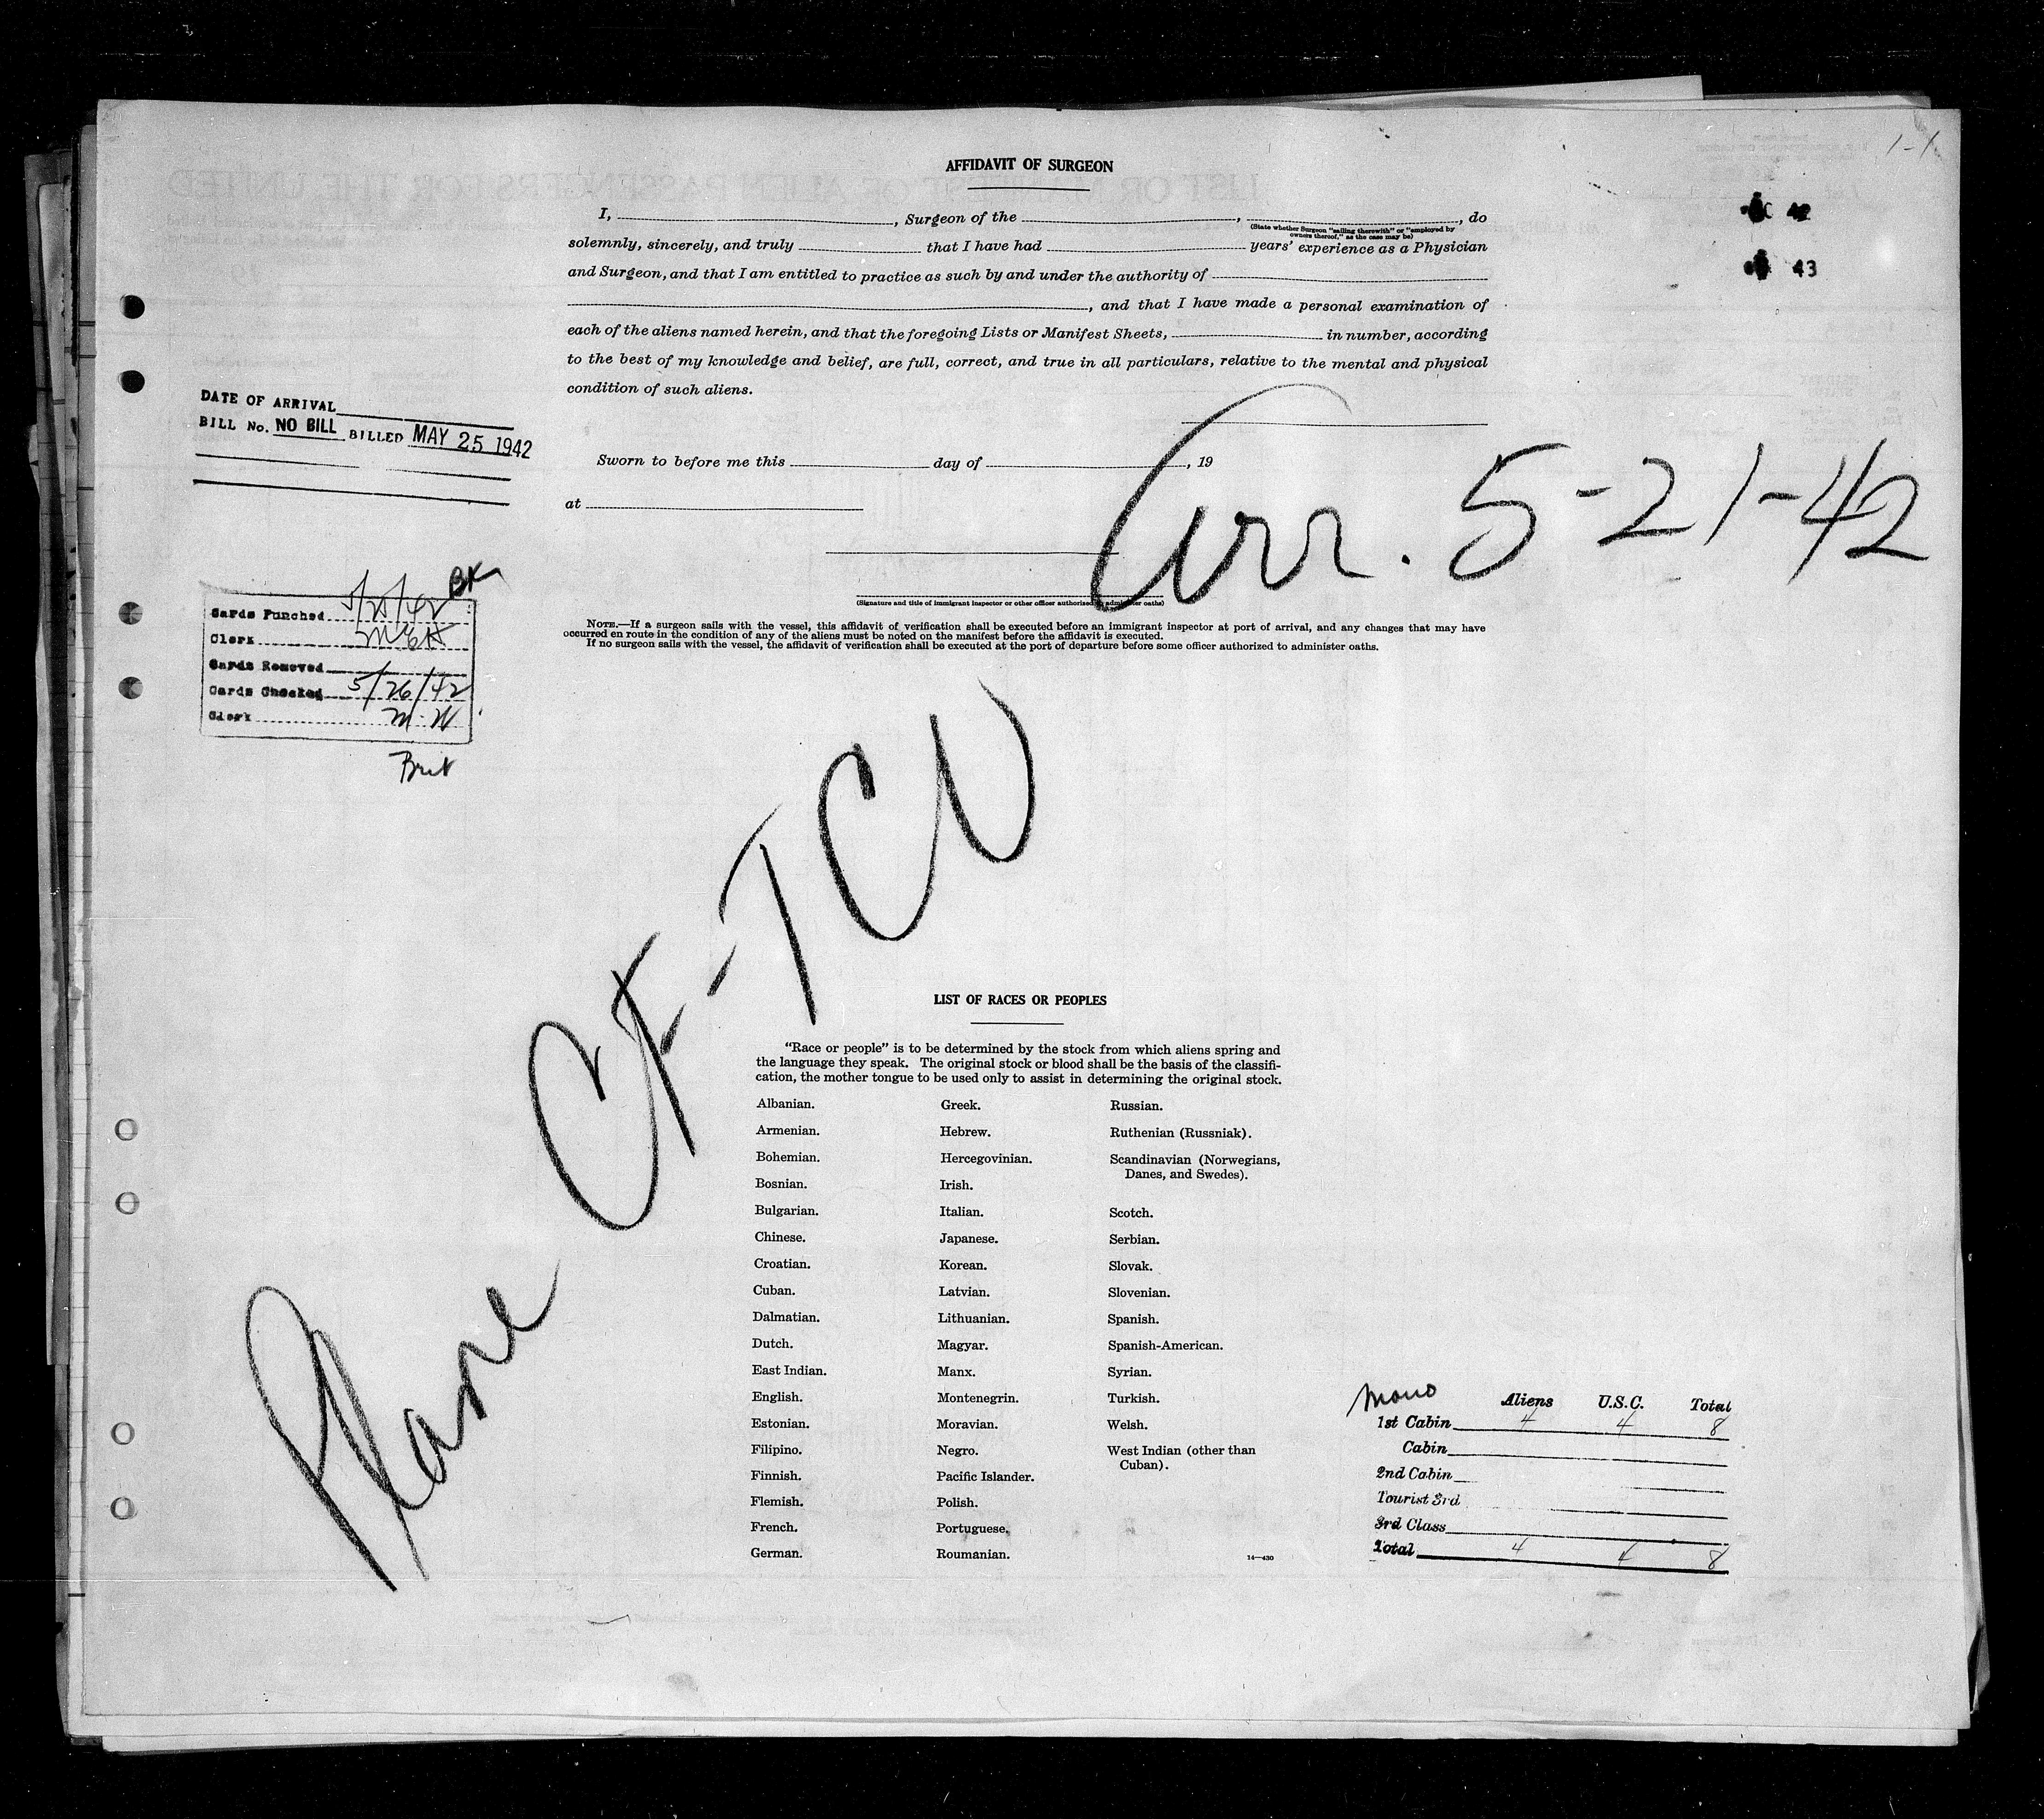 1-1
AFFIDAVIT OF SURGEON
42
43
I, , Surgeon of the , , do
(State whether Surgeon "sailing therewith" or "employed by
owners thereof," as the case may be)
solemnly, sincerely, and truly that I have had years' experience as a Physician
and Surgeon, and that I am entitled to practice as such by and under the authority of
, and that I have made a personal examination of
each of the aliens named herein, and that the foregoing Lists or Manifest Sheets, in number, according
to the best of my knowledge and belief, are full, correct, and true in all particulars, relative to the mental and physical
condition of such aliens.
DATE OF ARRIVAL
BILL No. NO BILL BILLED MAY 25 1942
Sworn to before me this day of , 19
at
Arr. 5-21-42
(Signature and title of immigrant inspector or other officer authorized to administer oaths)
NOTE.—If a surgeon sails with the vessel, this affidavit of verification shall be executed before an immigrant inspector at port of arrival, and any changes that may have
occurred en route in the condition of any of the aliens must be noted on the manifest before the affidavit is executed.
If no surgeon sails with the vessel, the affidavit of verification shall be executed at the port of departure before some officer authorized to administer oaths.
BK
Cards Punched 5/25/42
Clerk
Cards Removed
Cards Checked 5/26/42
Clerk M.W.
Brit
Plane CF-TCU
LIST OF RACES OR PEOPLES
"Race or people" is to be determined by the stock from which aliens spring and
the language they speak. The original stock or blood shall be the basis of the classifi-
cation, the mother tongue to be used only to assist in determining the original stock.
Albanian.
Armenian.
Bohemian.
Bosnian.
Bulgarian.
Chinese.
Croatian.
Cuban.
Dalmatian.
Dutch.
East Indian.
English.
Estonian.
Filipino.
Finnish.
Flemish.
French.
German.
Greek.
Hebrew.
Hercegovinian.
Irish.
Italian.
Japanese.
Korean.
Latvian.
Lithuanian.
Magyar.
Manx.
Montenegrin.
Moravian.
Negro.
Pacific Islander.
Polish.
Portuguese.
Roumanian.
Russian.
Ruthenian (Russniak).
Scandinavian (Norwegians,
Danes, and Swedes).
Scotch.
Serbian.
Slovak.
Slovenian.
Spanish.
Spanish-American.
Syrian.
Turkish.
Welsh.
West Indian (other than
Cuban).
14—430
Aliens U.S.C. Total
1st Cabin 4 4 8
Cabin
2nd Cabin
Tourist 3rd
3rd Class
Total 4 4 8